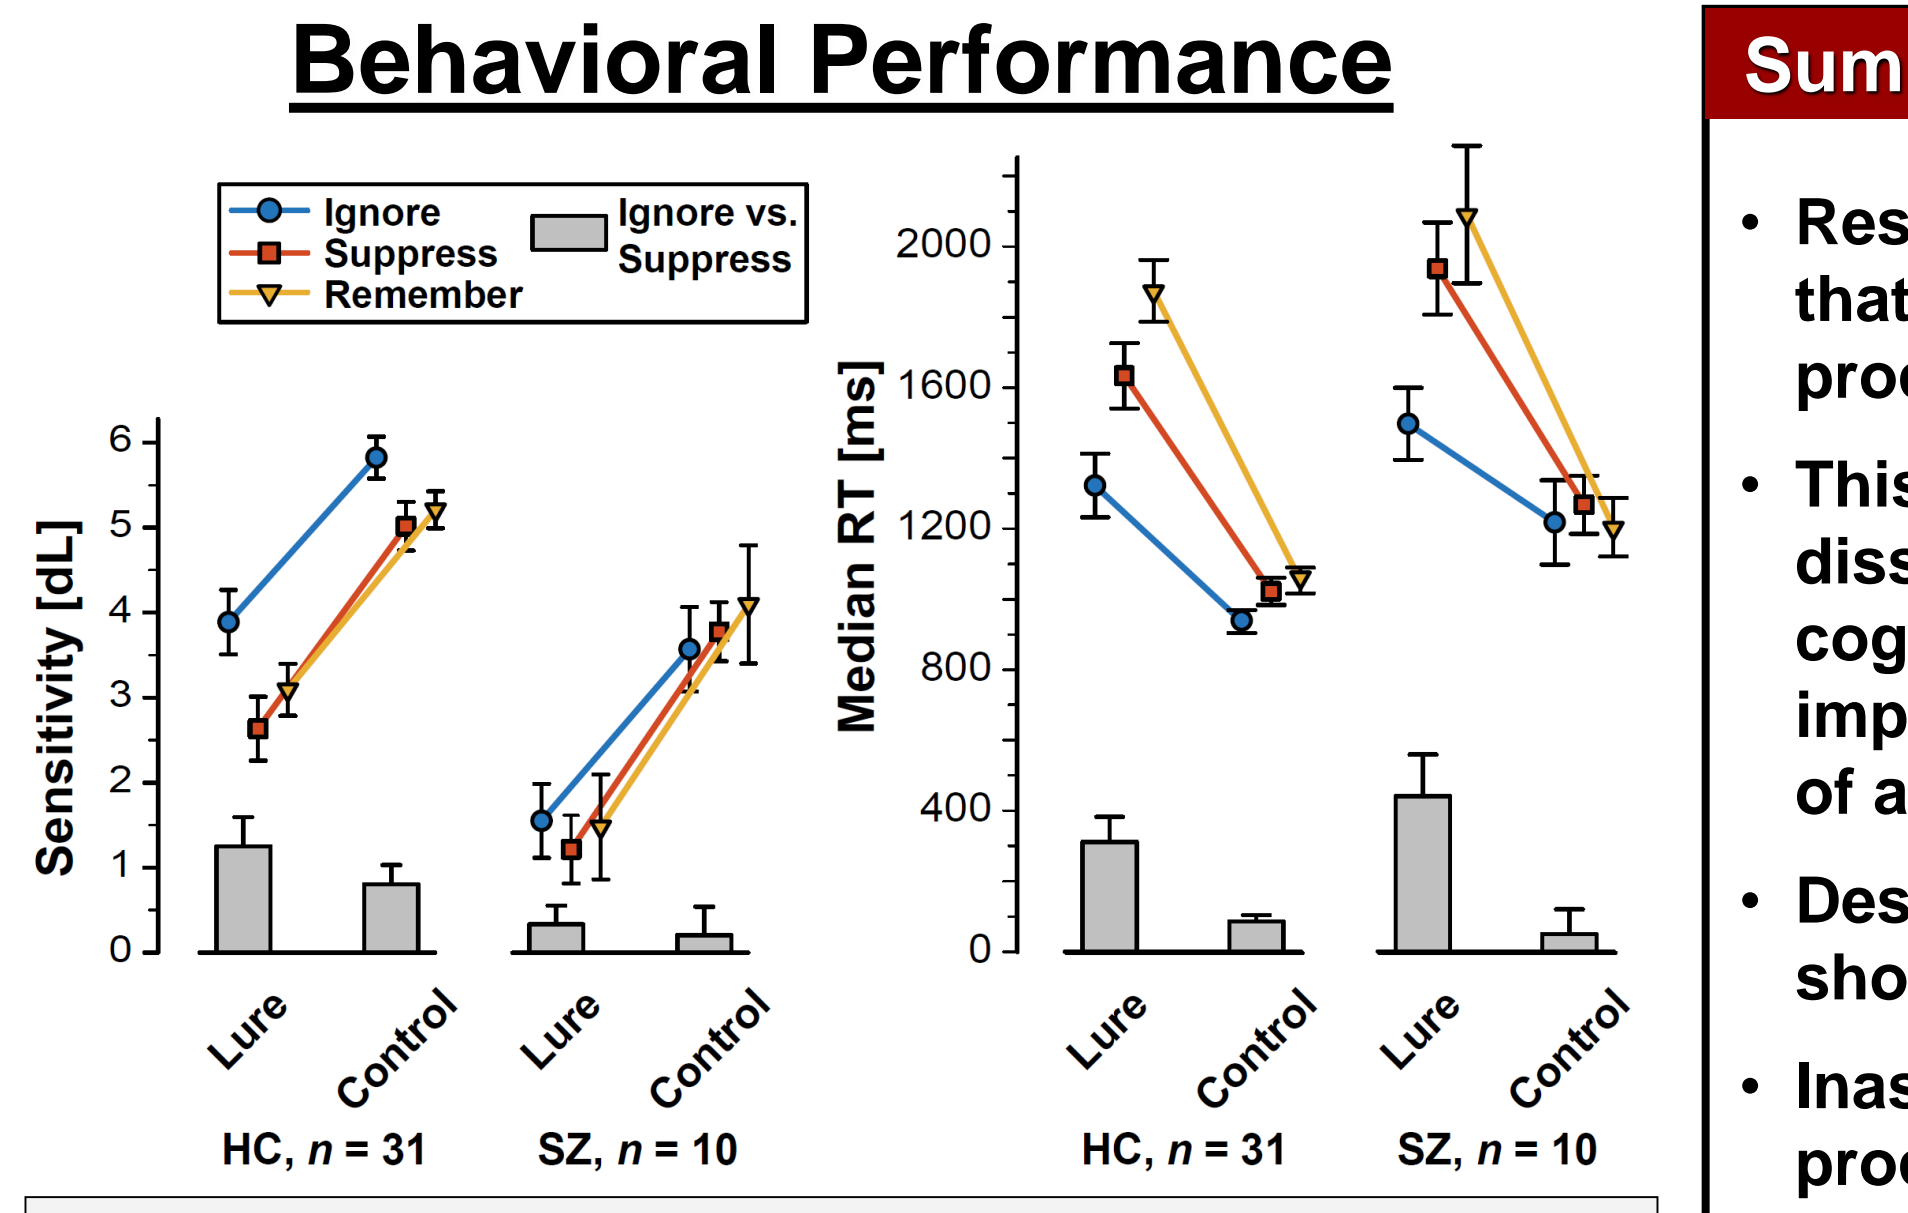 Behavioral Performance
Ignore
Suppress
Remember
Ignore vs.
Suppress
Sensitivity [dL]
6
5
4
3
2
1
0
Lure
Control
Lure
Control
HC, n = 31
SZ, n = 10
Median RT [ms]
2000
1600
1200
800
400
0
Lure
Control
Lure
Control
HC, n = 31
SZ, n = 10
Sum
• Res
that
• This
diss
cog
imp
of a
• Des
sho
• Inas